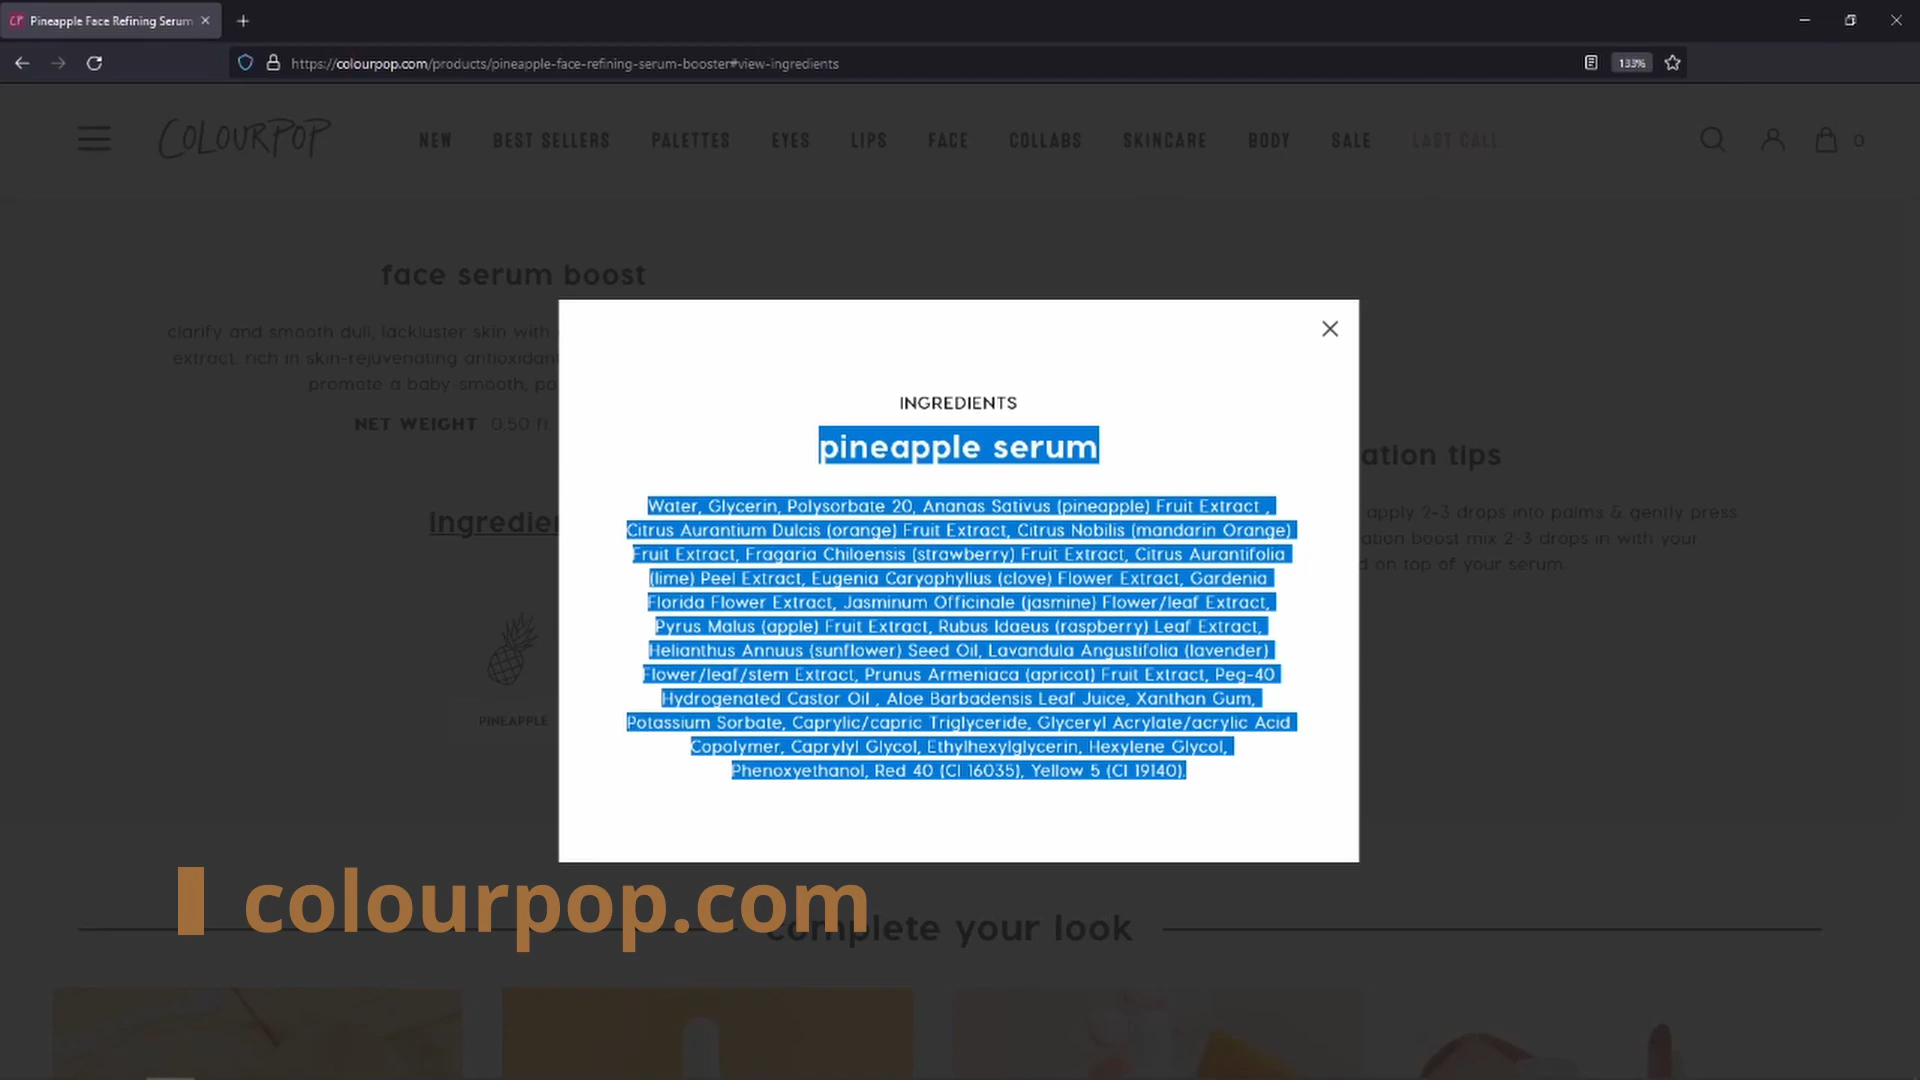 Pineapple Face Refining Serum
https://colourpop.com/products/pineapple-face-refining-serum-booster#view-ingredients
133%
COLOURPOP
NEW BEST SELLERS PALETTES EYES LIPS FACE COLLABS SKINCARE BODY SALE LAST CALL
0
face serum boost
clarify and smooth dull, lackluster skin with
extract. rich in skin-rejuvenating antioxidant
promote a baby-smooth,
NET WEIGHT 0.50 fl
Ingredien
PINEAPPLE
INGREDIENTS
pineapple serum
Water, Glycerin, Polysorbate 20, Ananas Sativus (pineapple) Fruit Extract ,
Citrus Aurantium Dulcis (orange) Fruit Extract, Citrus Nobilis (mandarin Orange)
Fruit Extract, Fragaria Chiloensis (strawberry) Fruit Extract, Citrus Aurantifolia
(lime) Peel Extract, Eugenia Caryophyllus (clove) Flower Extract, Gardenia
Florida Flower Extract, Jasminum Officinale (jasmine) Flower/leaf Extract,
Pyrus Malus (apple) Fruit Extract, Rubus Idaeus (raspberry) Leaf Extract,
Helianthus Annuus (sunflower) Seed Oil, Lavandula Angustifolia (lavender)
Flower/leaf/stem Extract, Prunus Armeniaca (apricot) Fruit Extract, Peg-40
Hydrogenated Castor Oil , Aloe Barbadensis Leaf Juice, Xanthan Gum,
Potassium Sorbate, Caprylic/capric Triglyceride, Glyceryl Acrylate/acrylic Acid
Copolymer, Caprylyl Glycol, Ethylhexylglycerin, Hexylene Glycol,
Phenoxyethanol, Red 40 (CI 16035), Yellow 5 (CI 19140).
ation tips
apply 2-3 drops into palms & gently press
ation boost mix 2-3 drops in with your
d on top of your serum.
colourpop.com
complete your look